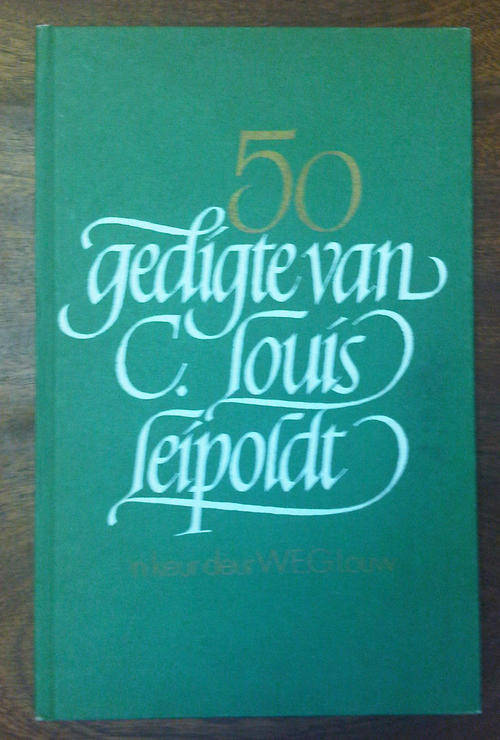 50
gedigte van
C. Louis
Leipoldt
'n keur deur W.E.G. Louw